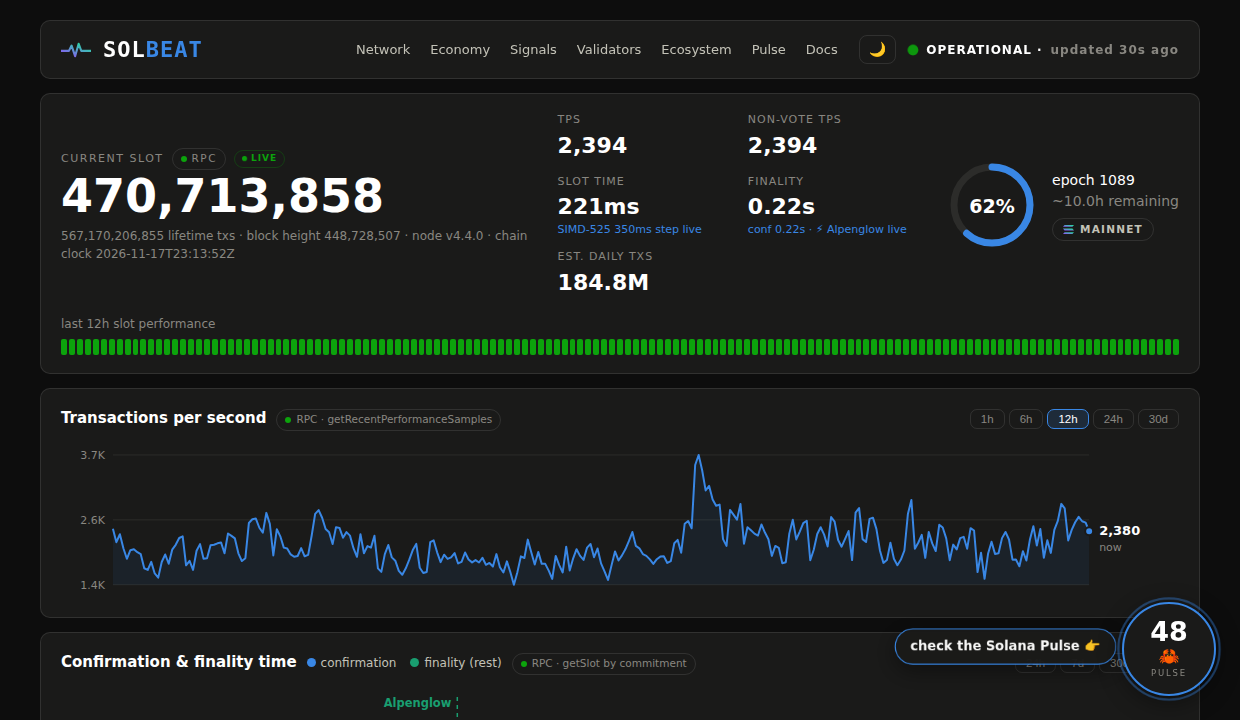 SOLBEAT
Network Economy Signals Validators Ecosystem Pulse Docs
OPERATIONAL · updated 30s ago
CURRENT SLOT RPC LIVE
470,713,858
567,170,206,855 lifetime txs · block height 448,728,507 · node v4.4.0 · chain
clock 2026-11-17T23:13:52Z
TPS
2,394
NON-VOTE TPS
2,394
SLOT TIME
221ms
SIMD-525 350ms step live
FINALITY
0.22s
conf 0.22s · ⚡ Alpenglow live
EST. DAILY TXS
184.8M
62%
epoch 1089
~10.0h remaining
MAINNET
last 12h slot performance
Transactions per second RPC · getRecentPerformanceSamples
1h 6h 12h 24h 30d
3.7K
2.6K
1.4K
2,380
now
Confirmation & finality time confirmation finality (rest) RPC · getSlot by commitment
check the Solana Pulse 👉
48
PULSE
Alpenglow